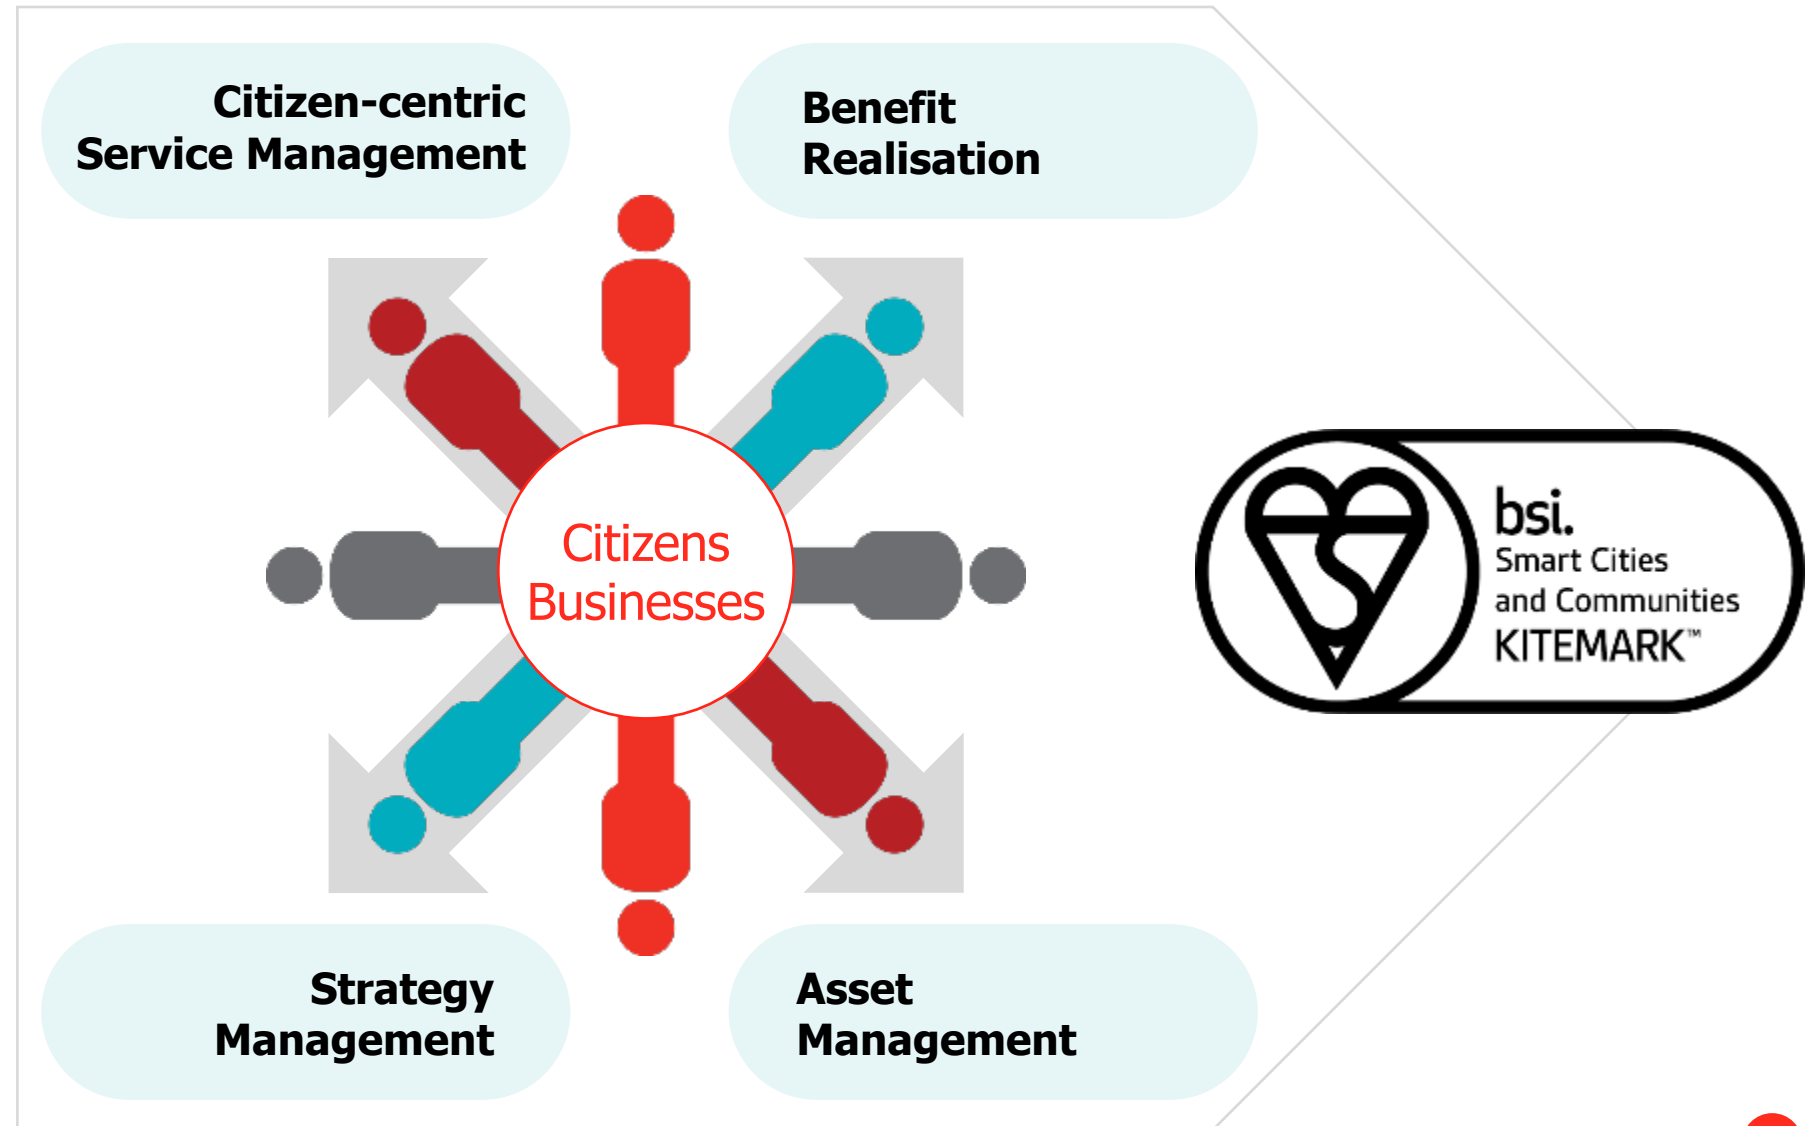 Citizen-centric
Service Management
Benefit
Realisation
Citizens
Businesses
bsi.
Smart Cities
and Communities
KITEMARK™
Strategy
Management
Asset
Management